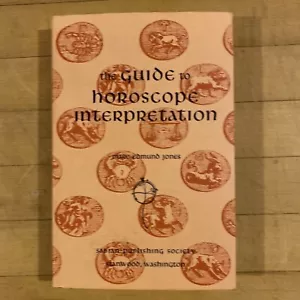 the GUIDE to
horoscope
interpretation
marc edmund jones
sabian publishing society
stanwood, washington